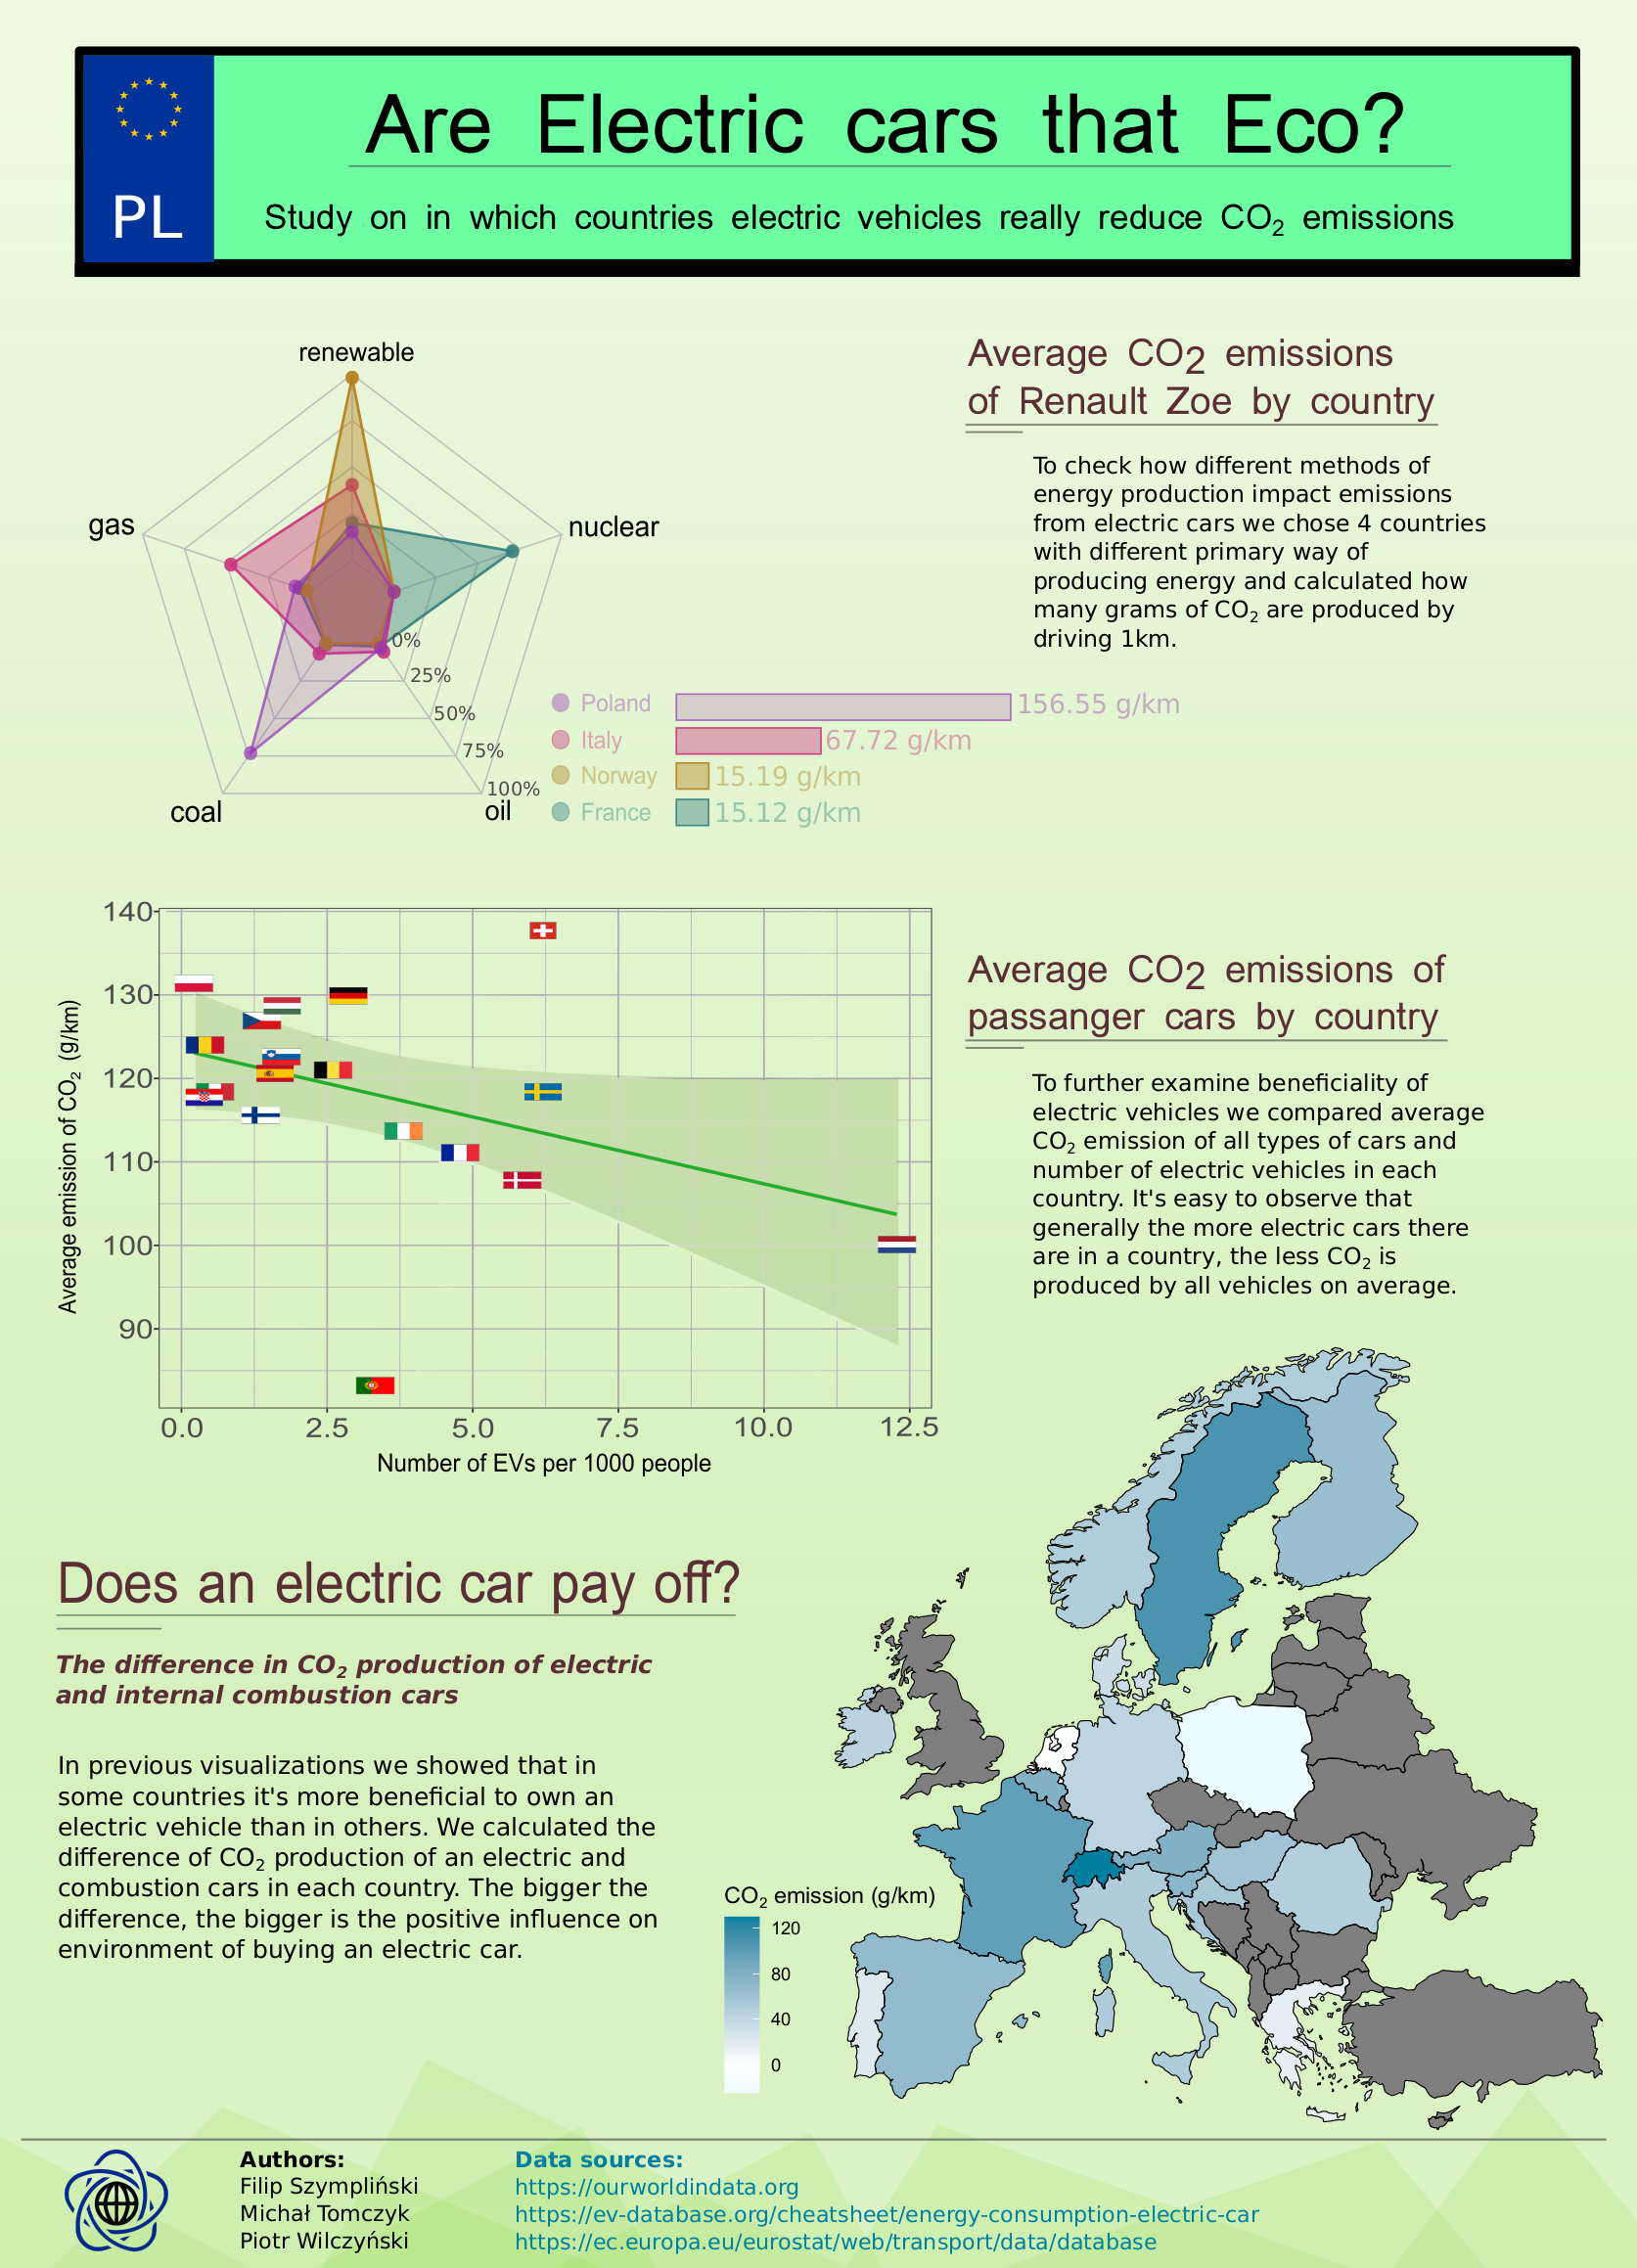 PL
Are Electric cars that Eco?
Study on in which countries electric vehicles really reduce CO2 emissions
renewable
gas
nuclear
0%
25%
50%
75%
100%
coal
oil
Poland 156.55 g/km
Italy 67.72 g/km
Norway 15.19 g/km
France 15.12 g/km
Average CO2 emissions
of Renault Zoe by country
To check how different methods of
energy production impact emissions
from electric cars we chose 4 countries
with different primary way of
producing energy and calculated how
many grams of CO2 are produced by
driving 1km.
140
130
120
110
100
90
Average emission of CO2 (g/km)
0.0 2.5 5.0 7.5 10.0 12.5
Number of EVs per 1000 people
Average CO2 emissions of
passanger cars by country
To further examine beneficiality of
electric vehicles we compared average
CO2 emission of all types of cars and
number of electric vehicles in each
country. It's easy to observe that
generally the more electric cars there
are in a country, the less CO2 is
produced by all vehicles on average.
Does an electric car pay off?
The difference in CO2 production of electric
and internal combustion cars
In previous visualizations we showed that in
some countries it's more beneficial to own an
electric vehicle than in others. We calculated the
difference of CO2 production of an electric and
combustion cars in each country. The bigger the
difference, the bigger is the positive influence on
environment of buying an electric car.
CO2 emission (g/km)
120
80
40
0
Authors:
Filip Szympliński
Michał Tomczyk
Piotr Wilczyński
Data sources:
https://ourworldindata.org
https://ev-database.org/cheatsheet/energy-consumption-electric-car
https://ec.europa.eu/eurostat/web/transport/data/database